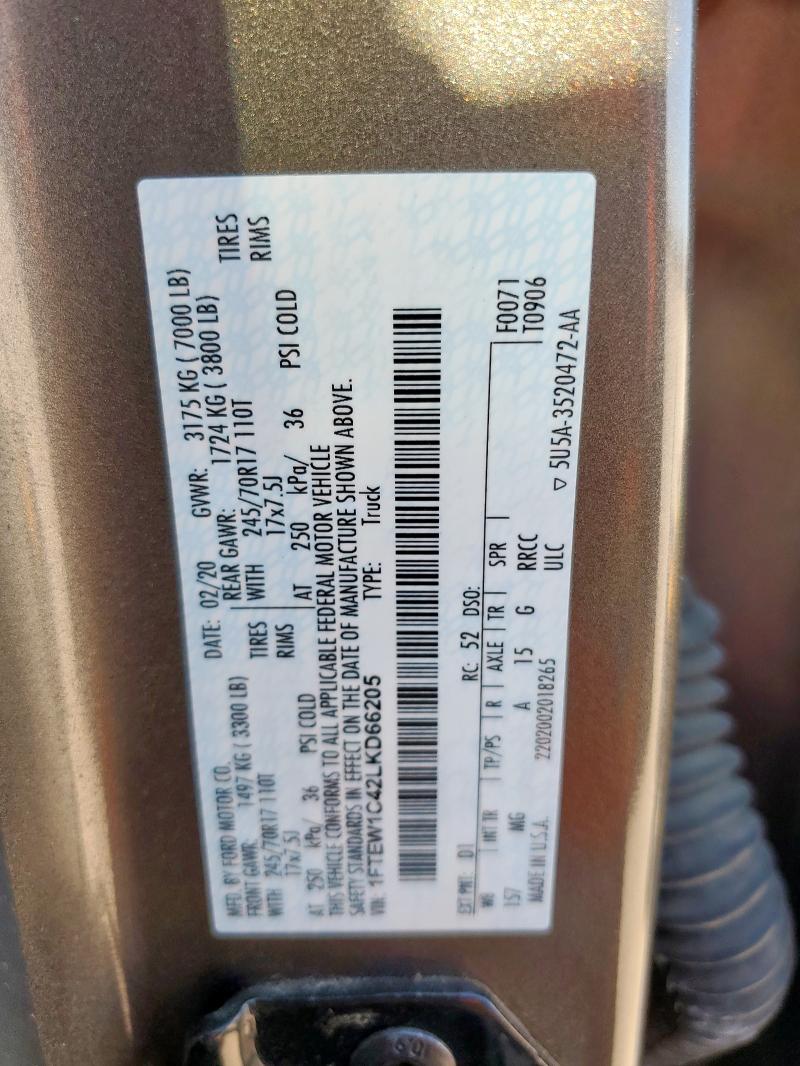 MFD. BY FORD MOTOR CO.
DATE: 02/20 GVWR: 3175 KG ( 7000 LB)
FRONT GAWR: 1497 KG ( 3300 LB)
REAR GAWR: 1724 KG ( 3800 LB)
WITH 245/70R17 110T TIRES
WITH 245/70R17 110T TIRES
17x7.5J RIMS
17x7.5J RIMS
AT 250 kPa/ 36 PSI COLD
AT 250 kPa/ 36 PSI COLD
THIS VEHICLE CONFORMS TO ALL APPLICABLE FEDERAL MOTOR VEHICLE
SAFETY STANDARDS IN EFFECT ON THE DATE OF MANUFACTURE SHOWN ABOVE.
VIN: 1FTEW1C42LKD66205 TYPE: Truck
EXT PNT: D1 RC: 52 DSO:
WB INT TR TP/PS R AXLE TR SPR F0071
157 MG A 15 G RRCC T0906
MADE IN U.S.A. 2202002018265 ULC
▽ 5U5A-3520472-AA
10.9